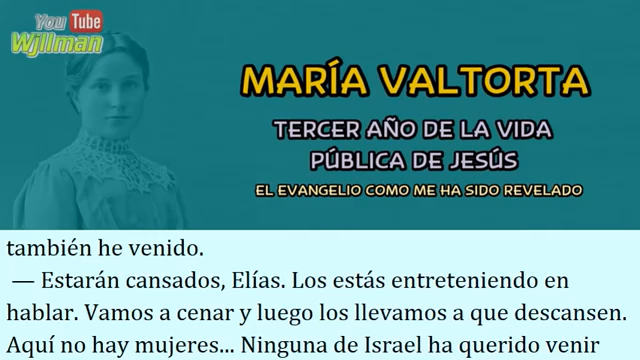 You Tube
Wjllman
MARÍA VALTORTA
TERCER AÑO DE LA VIDA
PÚBLICA DE JESÚS
EL EVANGELIO COMO ME HA SIDO REVELADO
también he venido.
— Estarán cansados, Elías. Los estás entreteniendo en
hablar. Vamos a cenar y luego los llevamos a que descansen.
Aquí no hay mujeres... Ninguna de Israel ha querido venir